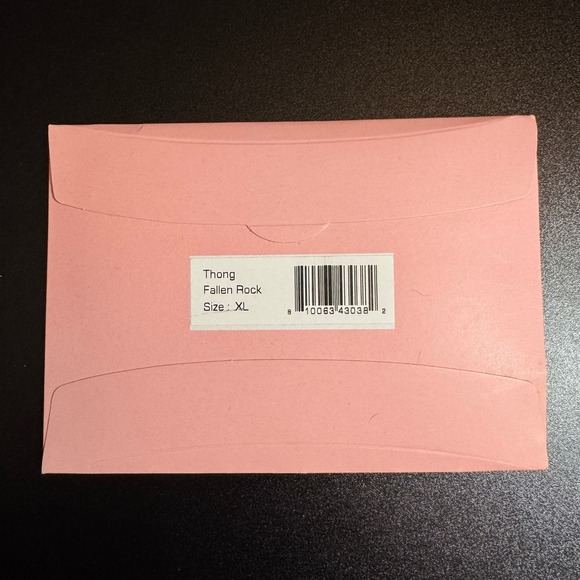 Thong
Fallen Rock
Size : XL
8 10063 43038 2